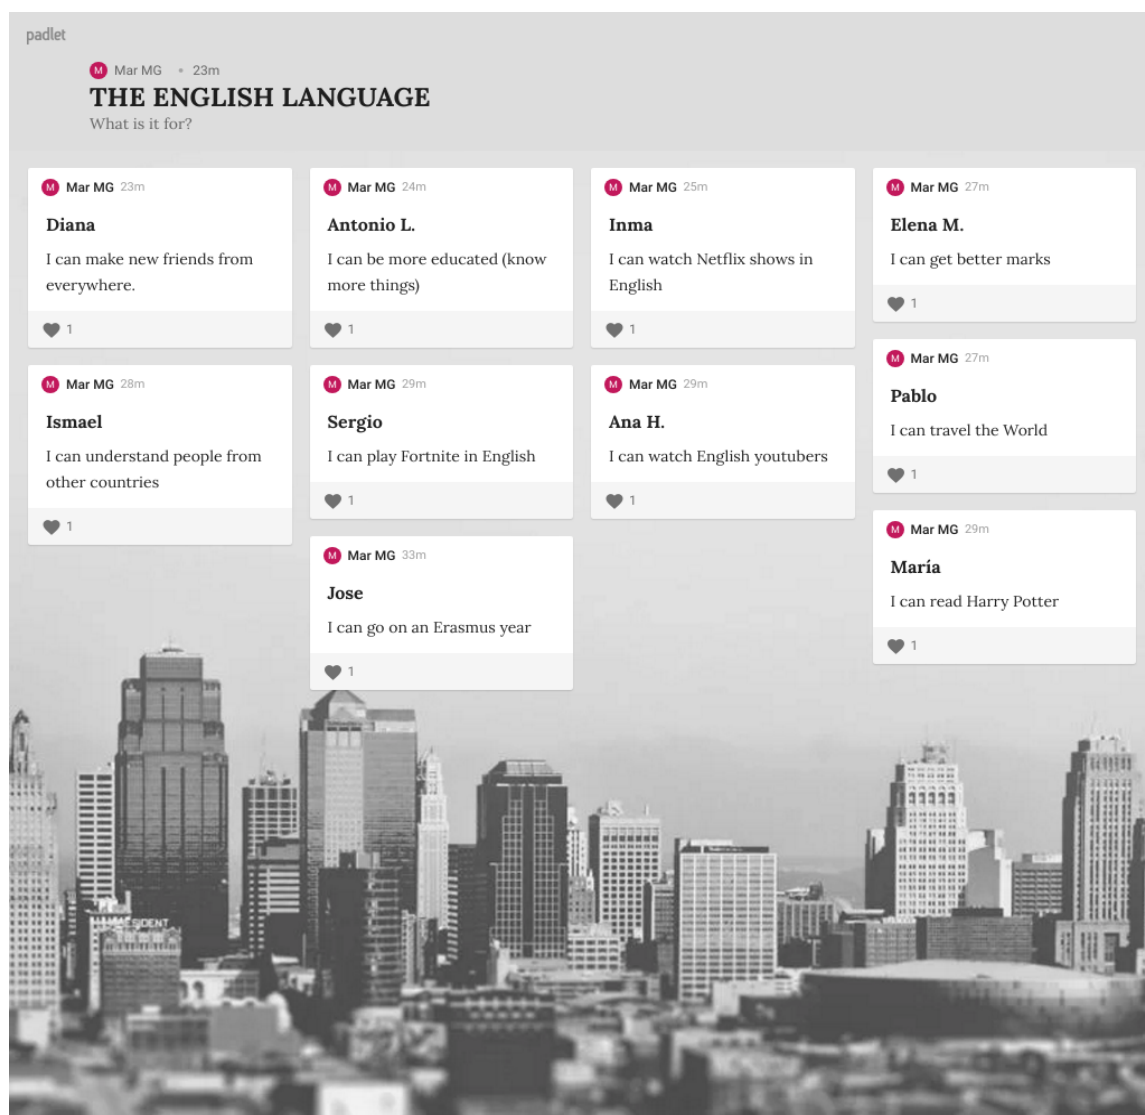 padlet
M Mar MG • 23m
THE ENGLISH LANGUAGE
What is it for?
M Mar MG 23m
Diana
I can make new friends from
everywhere.
1
M Mar MG 24m
Antonio L.
I can be more educated (know
more things)
1
M Mar MG 25m
Inma
I can watch Netflix shows in
English
1
M Mar MG 27m
Elena M.
I can get better marks
1
M Mar MG 28m
Ismael
I can understand people from
other countries
1
M Mar MG 29m
Sergio
I can play Fortnite in English
1
M Mar MG 29m
Ana H.
I can watch English youtubers
1
M Mar MG 27m
Pablo
I can travel the World
1
M Mar MG 33m
Jose
I can go on an Erasmus year
1
M Mar MG 29m
María
I can read Harry Potter
1